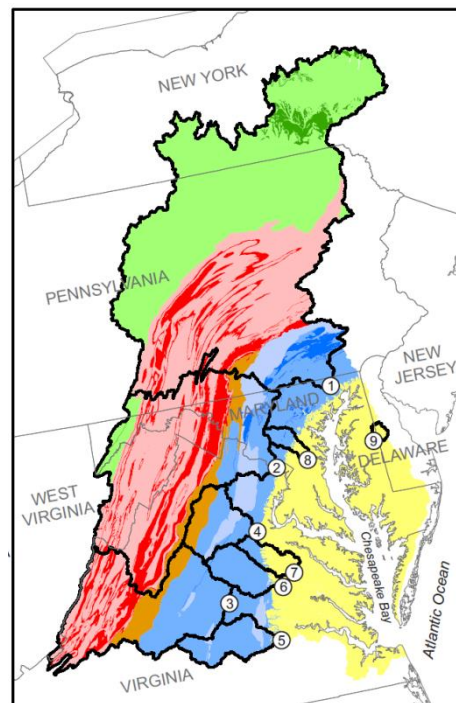 NEW YORK
PENNSYLVANIA
NEW
JERSEY
1
MARYLAND
9
DELAWARE
8
2
WEST
VIRGINIA
4
7
6
3
5
Chesapeake Bay
Atlantic Ocean
VIRGINIA